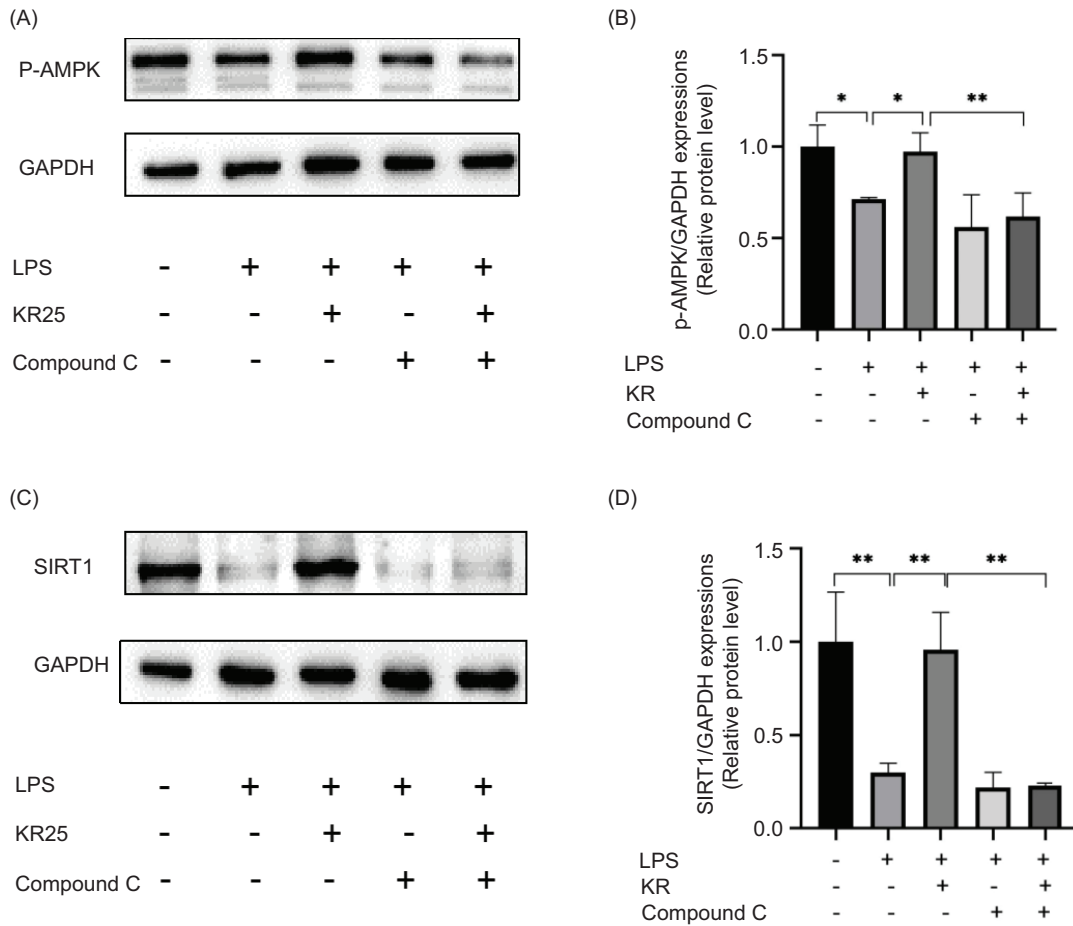 (A)
P-AMPK
GAPDH
LPS - + + + +
KR25 - - + - +
Compound C - - - + +
(B)
p-AMPK/GAPDH expressions
(Relative protein level)
1.5
1.0
0.5
0.0
* * **
LPS - + + + +
KR - - + - +
Compound C - - - + +
(C)
SIRT1
GAPDH
LPS - + + + +
KR25 - - + - +
Compound C - - - + +
(D)
SIRT1/GAPDH expressions
(Relative protein level)
1.5
1.0
0.5
0.0
** ** **
LPS - + + + +
KR - - + - +
Compound C - - - + +